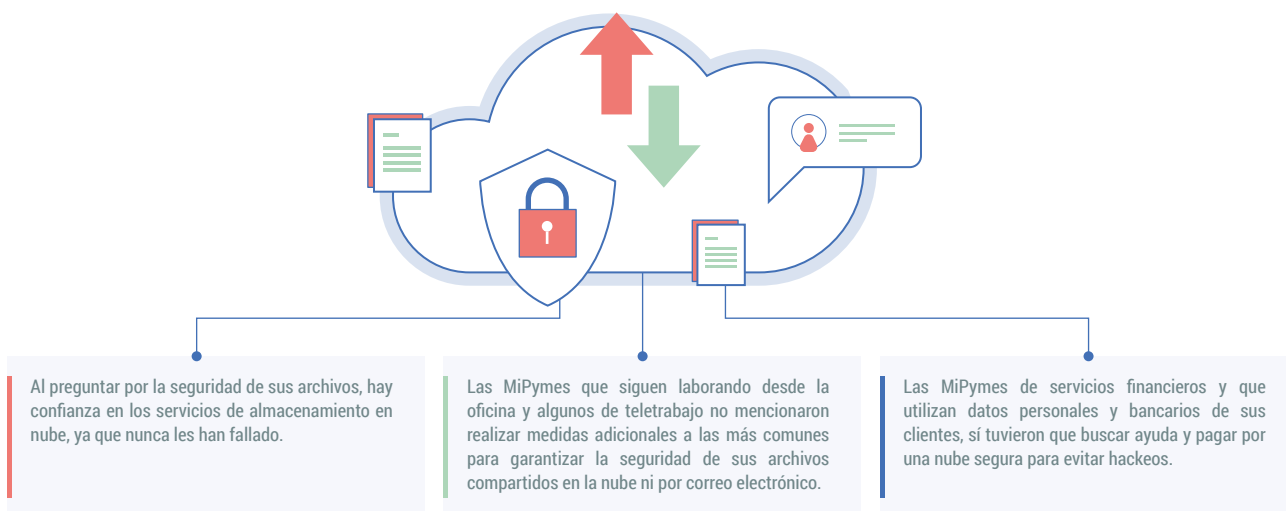 Al preguntar por la seguridad de sus archivos, hay
confianza en los servicios de almacenamiento en
nube, ya que nunca les han fallado.
Las MiPymes que siguen laborando desde la
oficina y algunos de teletrabajo no mencionaron
realizar medidas adicionales a las más comunes
para garantizar la seguridad de sus archivos
compartidos en la nube ni por correo electrónico.
Las MiPymes de servicios financieros y que
utilizan datos personales y bancarios de sus
clientes, sí tuvieron que buscar ayuda y pagar por
una nube segura para evitar hackeos.